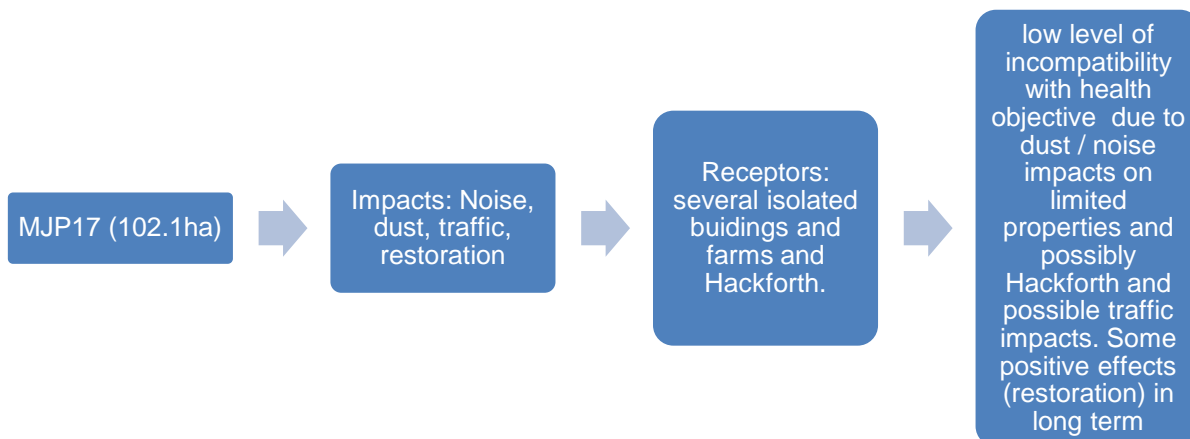 MJP17 (102.1ha)
Impacts: Noise,
dust, traffic,
restoration
Receptors:
several isolated
buidings and
farms and
Hackforth.
low level of
incompatibility
with health
objective due to
dust / noise
impacts on
limited
properties and
possibly
Hackforth and
possible traffic
impacts. Some
positive effects
(restoration) in
long term